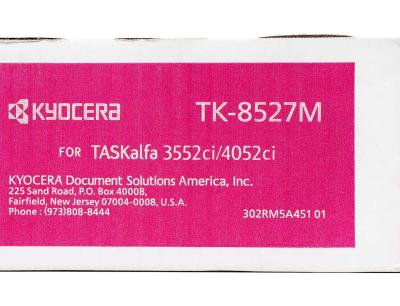 KYOCERA TK-8527M
FOR TASKalfa 3552ci/4052ci
KYOCERA Document Solutions America, Inc.
225 Sand Road, P.O. Box 40008,
Fairfield, New Jersey 07004-0008, U.S.A.
Phone : (973)808-8444
302RM5A451 01